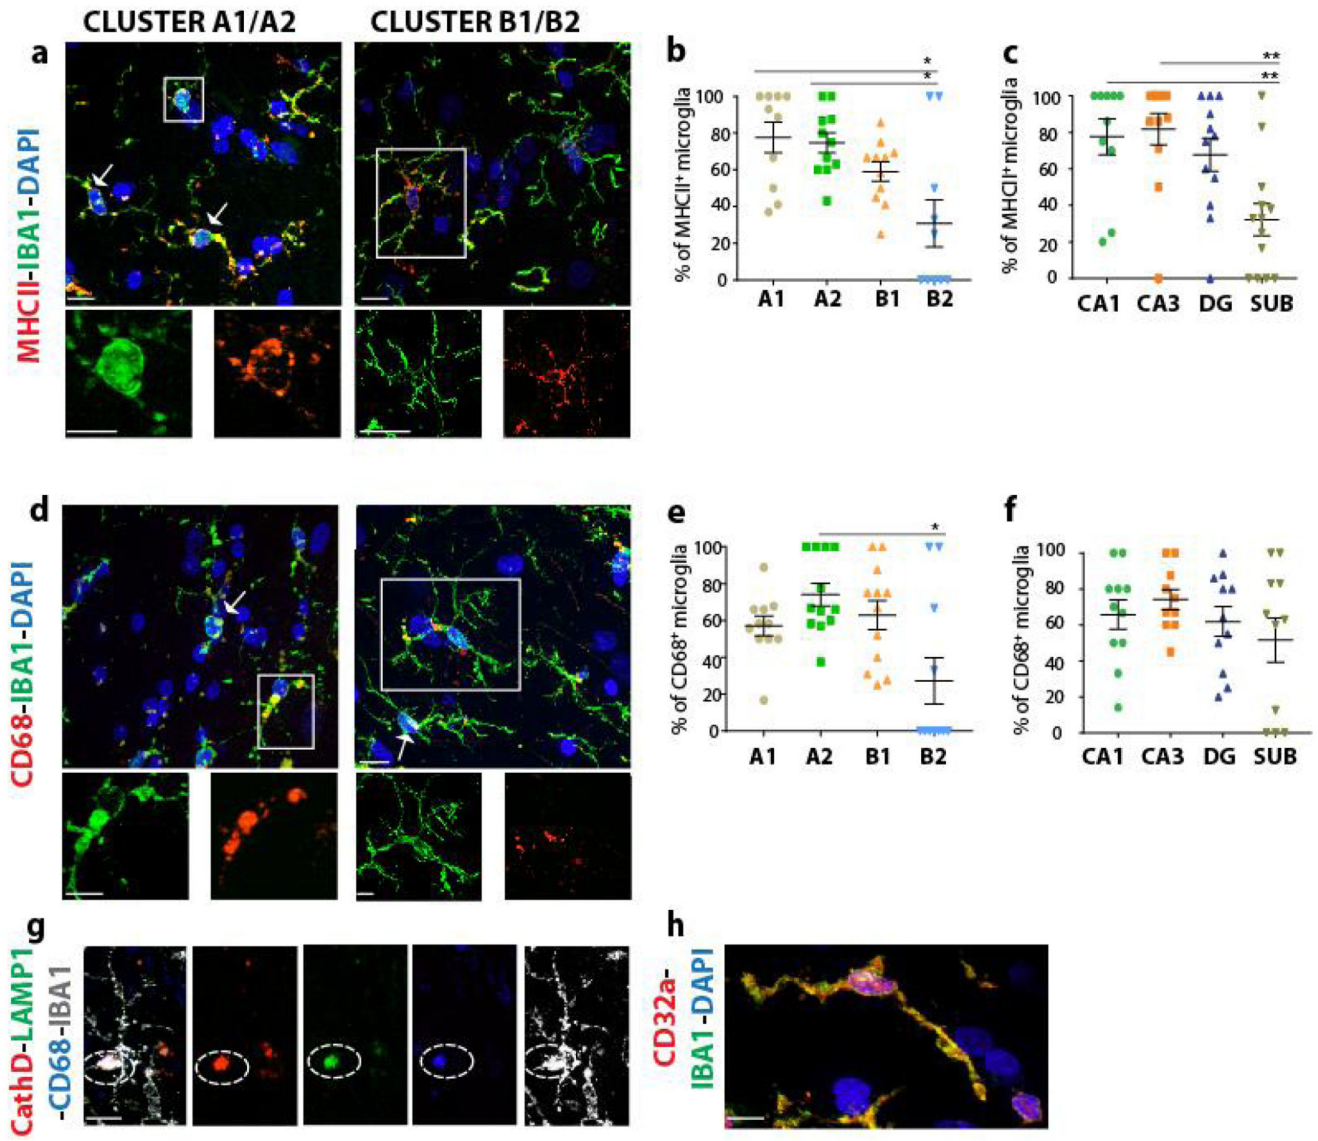 CLUSTER A1/A2
CLUSTER B1/B2
a
MHCII-IBA1-DAPI
b
*
*
% of MHCII⁺ microglia
100
80
60
40
20
0
A1 A2 B1 B2
c
**
**
% of MHCII⁺ microglia
100
80
60
40
20
0
CA1 CA3 DG SUB
d
CD68-IBA1-DAPI
e
*
% of CD68⁺ microglia
100
80
60
40
20
0
A1 A2 B1 B2
f
% of CD68⁺ microglia
100
80
60
40
20
0
CA1 CA3 DG SUB
g
CathD-LAMP1
-CD68-IBA1
h
CD32a-
IBA1-DAPI